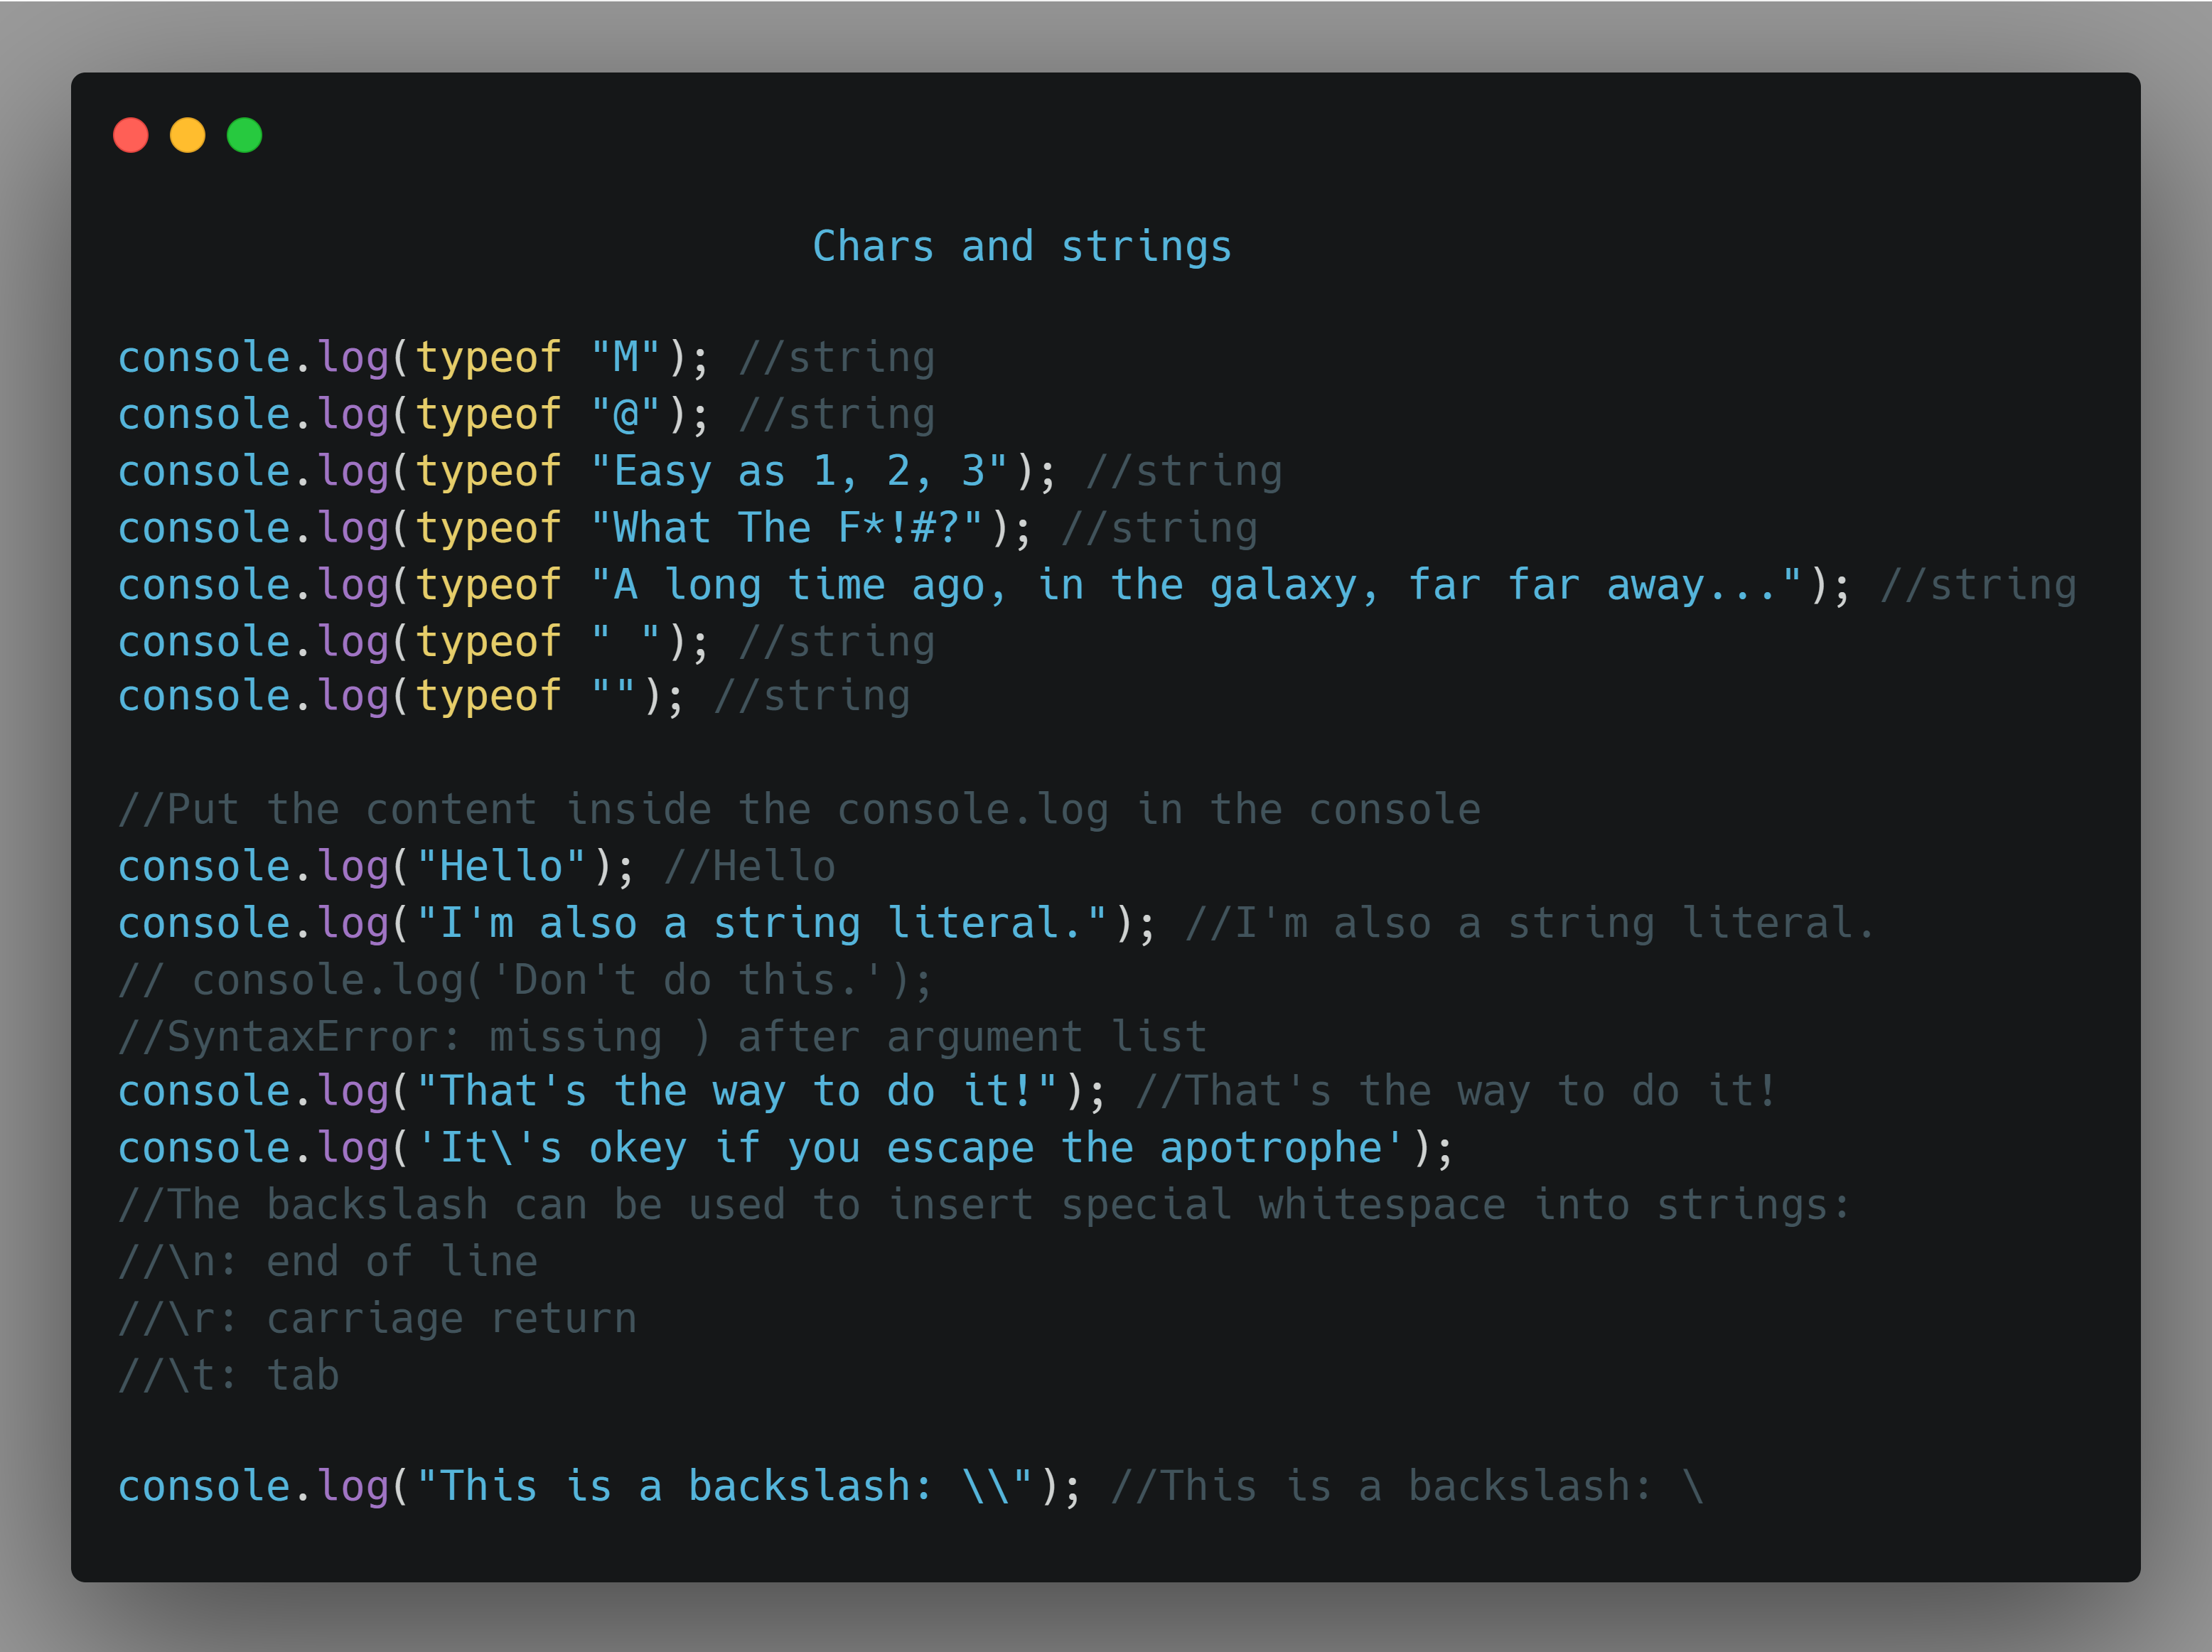 Chars and strings
console.log(typeof "M"); //string
console.log(typeof "@"); //string
console.log(typeof "Easy as 1, 2, 3"); //string
console.log(typeof "What The F*!#?"); //string
console.log(typeof "A long time ago, in the galaxy, far far away..."); //string
console.log(typeof " "); //string
console.log(typeof ""); //string
//Put the content inside the console.log in the console
console.log("Hello"); //Hello
console.log("I'm also a string literal."); //I'm also a string literal.
// console.log('Don't do this.');
//SyntaxError: missing ) after argument list
console.log("That's the way to do it!"); //That's the way to do it!
console.log('It\'s okey if you escape the apotrophe');
//The backslash can be used to insert special whitespace into strings:
//\n: end of line
//\r: carriage return
//\t: tab
console.log("This is a backslash: \\"); //This is a backslash: \